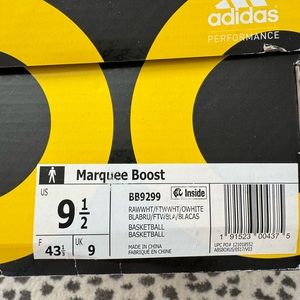 adidas
PERFORMANCE
Marquee Boost
US
9 1/2
BB9299
Inside
RAWWHT/FTWWHT/OWHITE
BLABRU/FTWBLA/BLACAS
BASKETBALL
BASKETBALL
MADE IN CHINA
FABRIQUÉ EN CHINE
F
43 1/3
UK
9
1 91523 00437 5